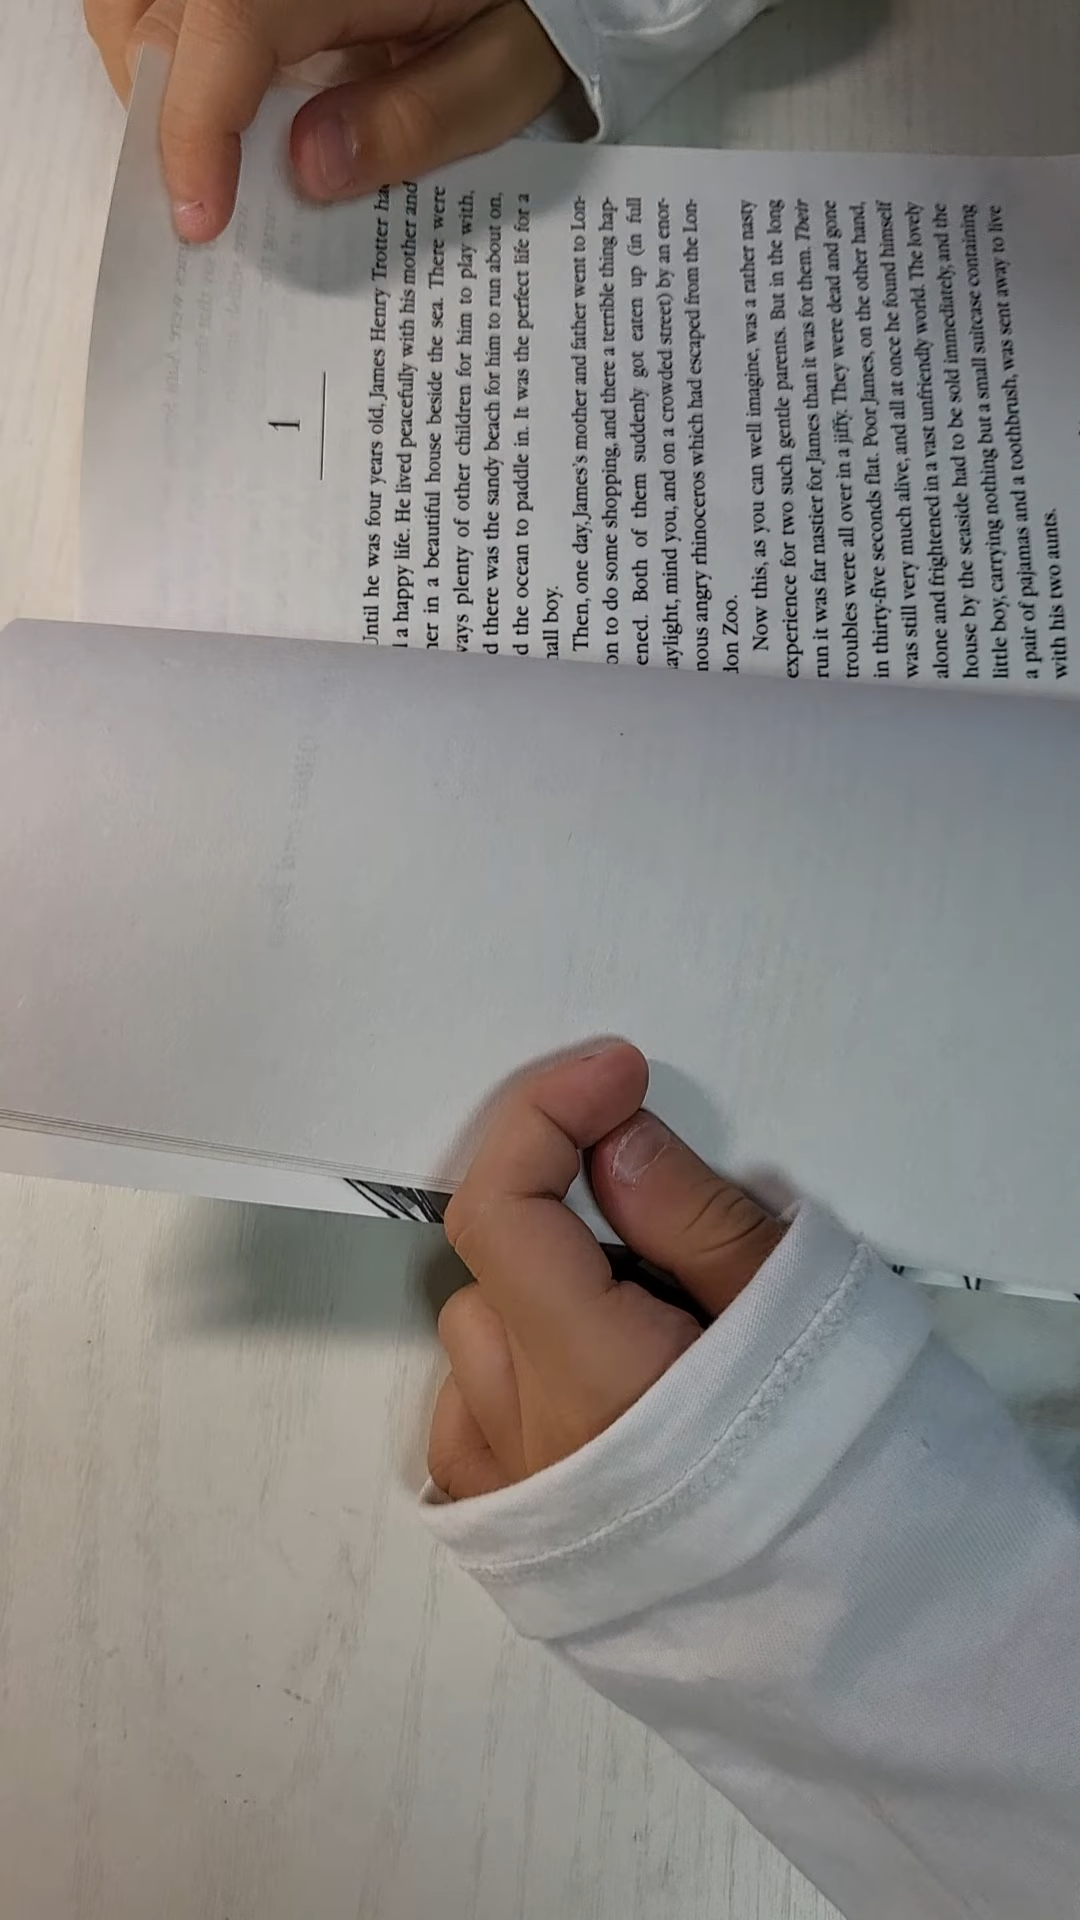 1
Until he was four years old, James Henry Trotter had
a happy life. He lived peacefully with his mother and
her in a beautiful house beside the sea. There were
ways plenty of other children for him to play with,
d there was the sandy beach for him to run about on,
d the ocean to paddle in. It was the perfect life for a
mall boy.
Then, one day, James's mother and father went to Lon-
on to do some shopping, and there a terrible thing hap-
ened. Both of them suddenly got eaten up (in full
aylight, mind you, and on a crowded street) by an enor-
mous angry rhinoceros which had escaped from the Lon-
don Zoo.
Now this, as you can well imagine, was a rather nasty
experience for two such gentle parents. But in the long
run it was far nastier for James than it was for them. Their
troubles were all over in a jiffy. They were dead and gone
in thirty-five seconds flat. Poor James, on the other hand,
was still very much alive, and all at once he found himself
alone and frightened in a vast unfriendly world. The lovely
house by the seaside had to be sold immediately, and the
little boy, carrying nothing but a small suitcase containing
a pair of pajamas and a toothbrush, was sent away to live
with his two aunts.